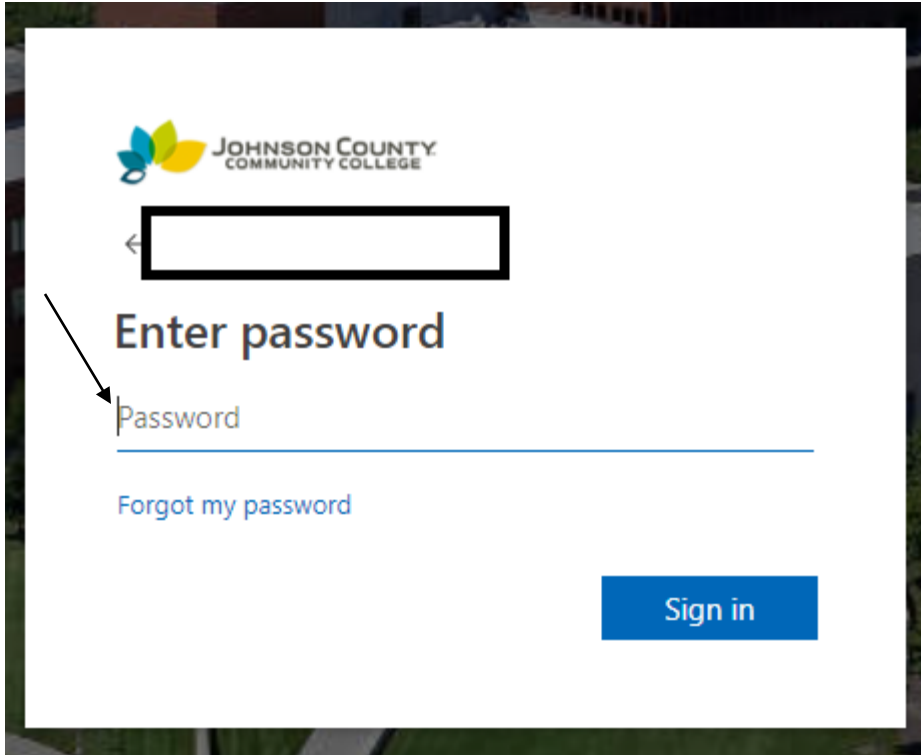 JOHNSON COUNTY
COMMUNITY COLLEGE
Enter password
Password
Forgot my password
Sign in